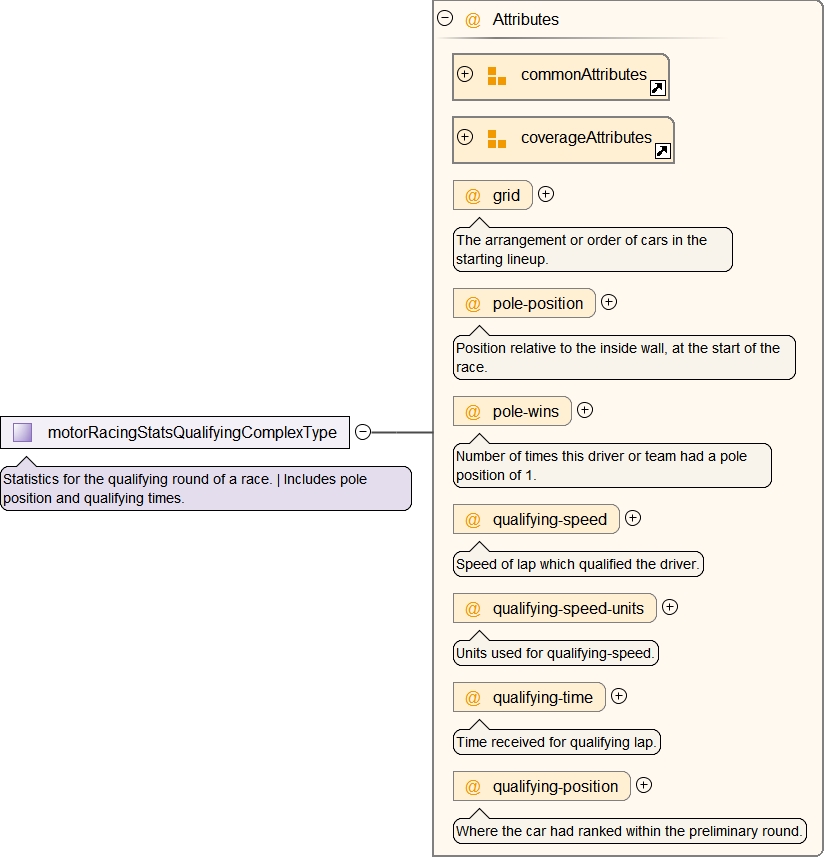 @ Attributes
commonAttributes
coverageAttributes
@ grid
The arrangement or order of cars in the
starting lineup.
@ pole-position
Position relative to the inside wall, at the start of the
race.
@ pole-wins
Number of times this driver or team had a pole
position of 1.
@ qualifying-speed
Speed of lap which qualified the driver.
@ qualifying-speed-units
Units used for qualifying-speed.
@ qualifying-time
Time received for qualifying lap.
@ qualifying-position
Where the car had ranked within the preliminary round.
motorRacingStatsQualifyingComplexType
Statistics for the qualifying round of a race. | Includes pole
position and qualifying times.